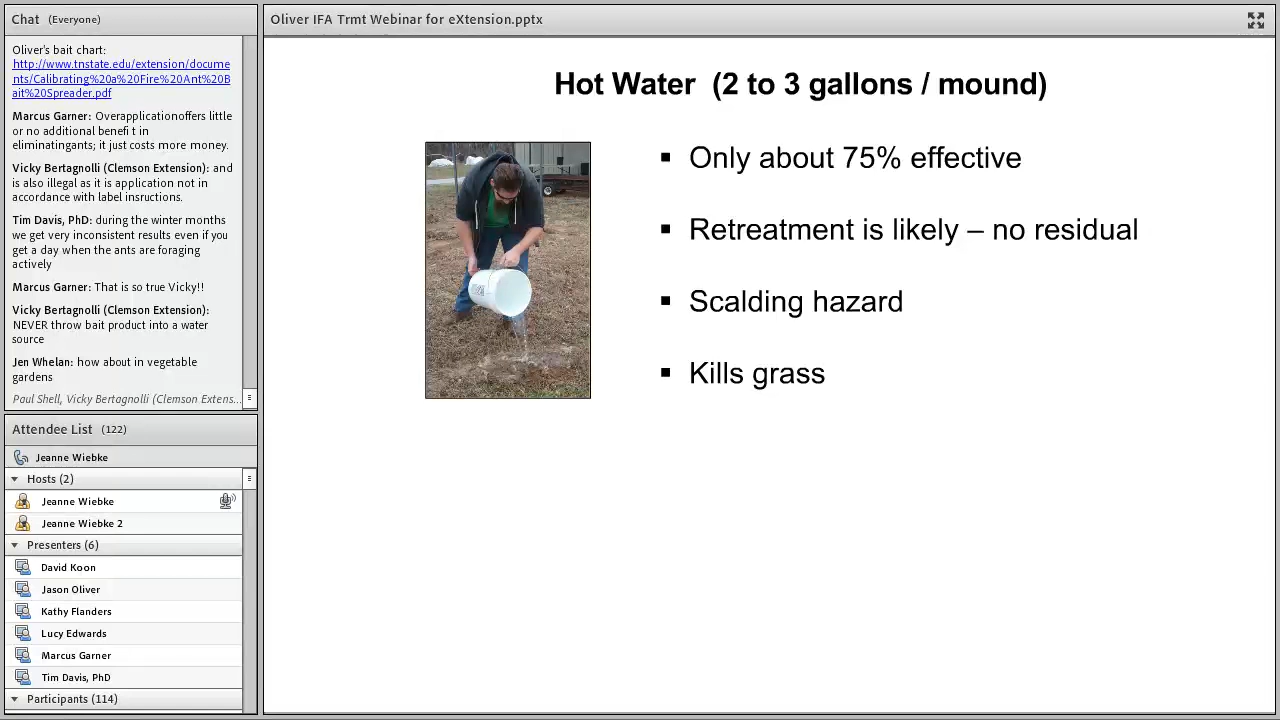 Chat (Everyone)
Oliver's bait chart:
http://www.tnstate.edu/extension/docume
nts/Calibrating%20a%20Fire%20Ant%20B
ait%20Spreader.pdf
Marcus Garner: Overapplicationoffers little
or no additional benefi t in
eliminatingants; it just costs more money.
Vicky Bertagnolli (Clemson Extension): and
is also illegal as it is application not in
accordance with label insructions.
Tim Davis, PhD: during the winter months
we get very inconsistent results even if you
get a day when the ants are foraging
actively
Marcus Garner: That is so true Vicky!!
Vicky Bertagnolli (Clemson Extension):
NEVER throw bait product into a water
source
Jen Whelan: how about in vegetable
gardens
Paul Shell, Vicky Bertagnolli (Clemson Extens...
Attendee List (122)
Jeanne Wiebke
Hosts (2)
Jeanne Wiebke
Jeanne Wiebke 2
Presenters (6)
David Koon
Jason Oliver
Kathy Flanders
Lucy Edwards
Marcus Garner
Tim Davis, PhD
Participants (114)
Oliver IFA Trmt Webinar for eXtension.pptx
Hot Water (2 to 3 gallons / mound)
▪ Only about 75% effective
▪ Retreatment is likely – no residual
▪ Scalding hazard
▪ Kills grass